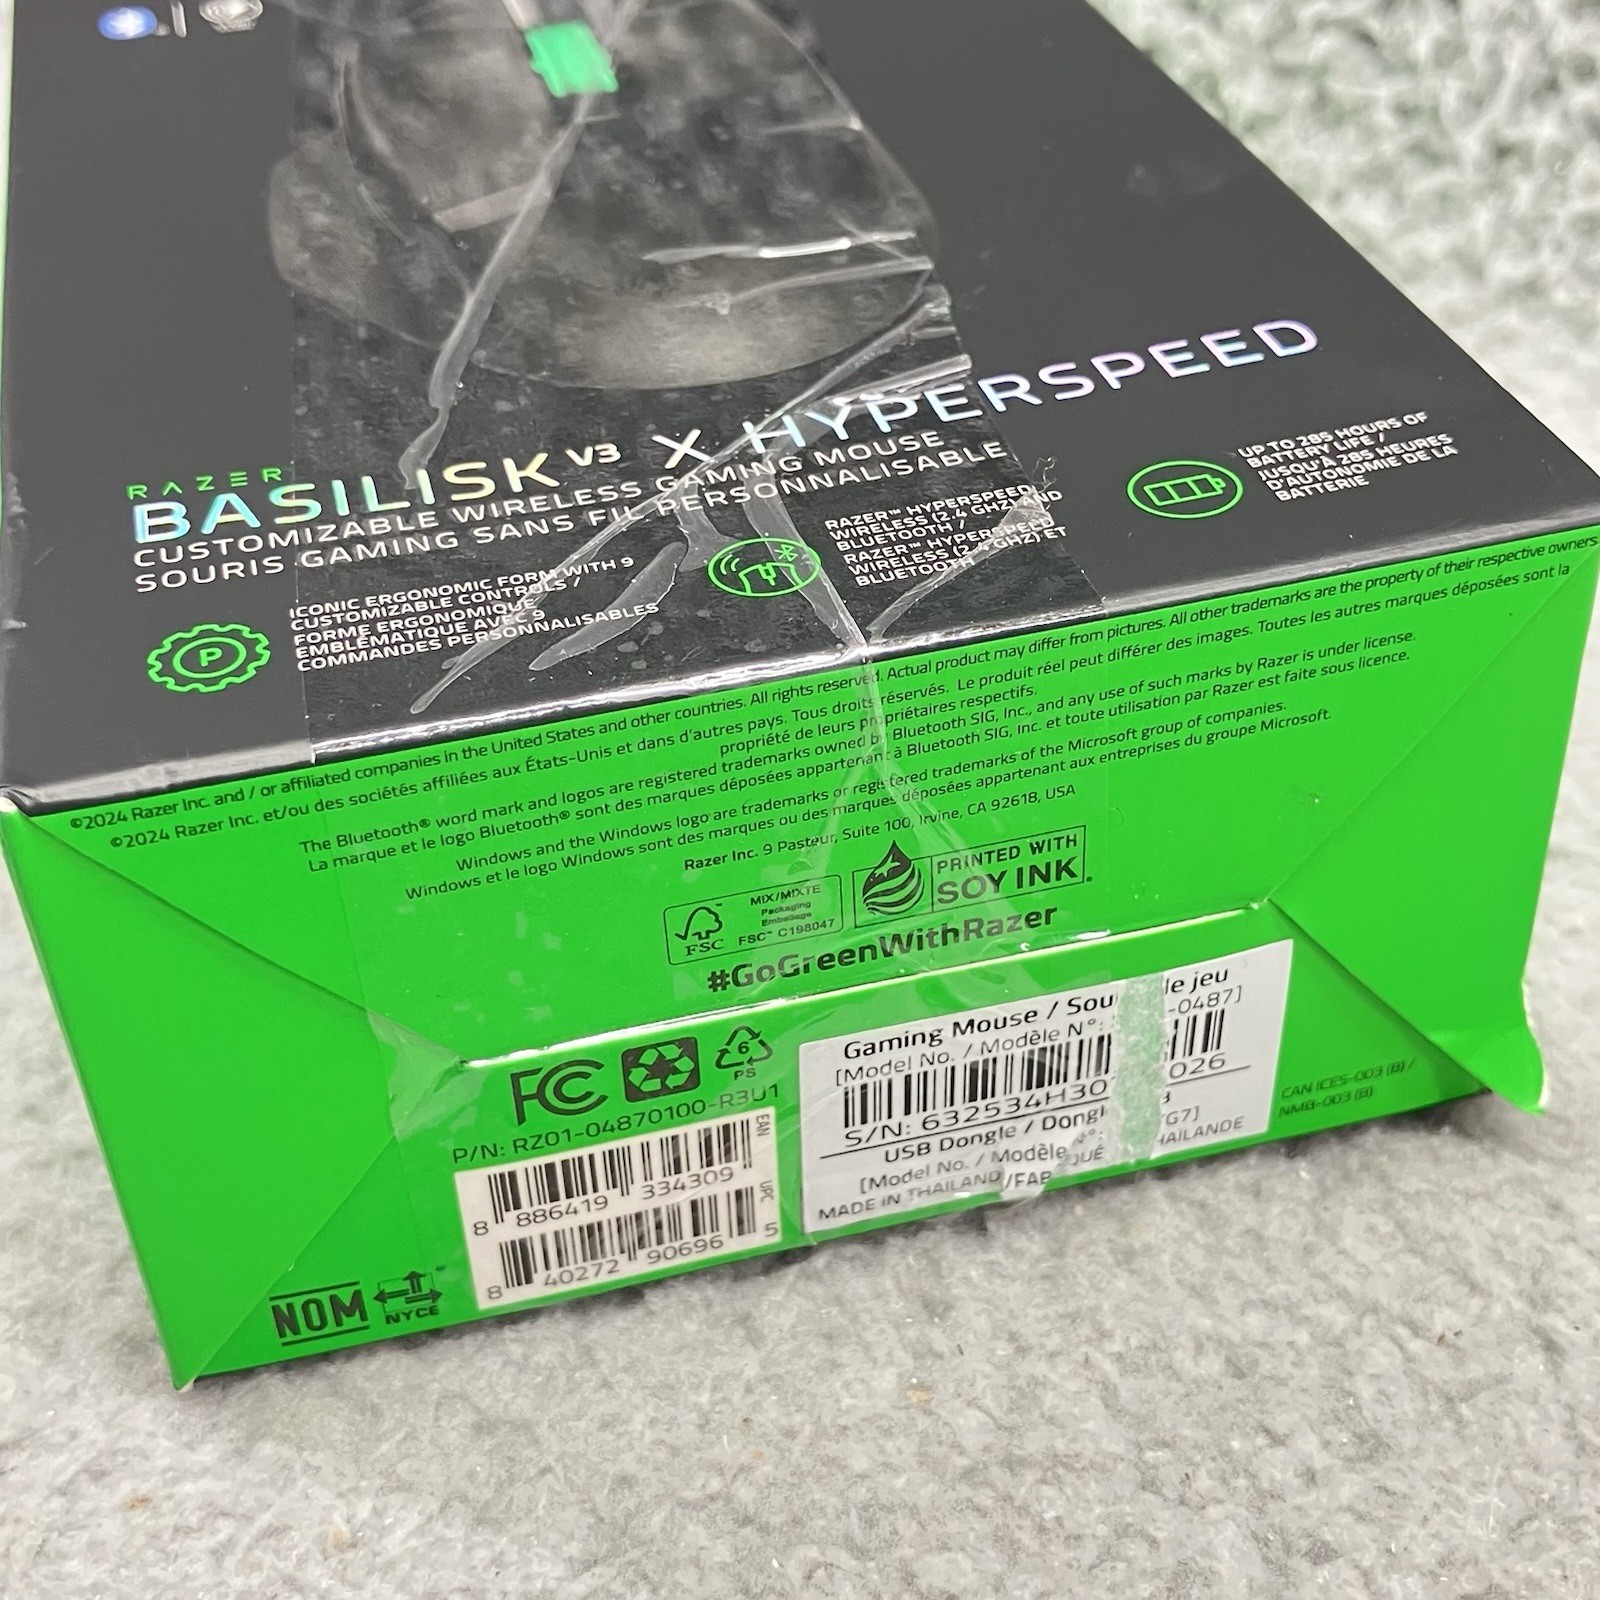 RAZER
BASILISK V3 X HYPERSPEED
CUSTOMIZABLE WIRELESS GAMING MOUSE
SOURIS GAMING SANS FIL PERSONNALISABLE
P
ICONIC ERGONOMIC FORM WITH 9
CUSTOMIZABLE CONTROLS /
FORME ERGONOMIQUE
EMBLÉMATIQUE AVEC 9
COMMANDES PERSONNALISABLES
RAZER™ HYPERSPEED
WIRELESS (2.4 GHZ) AND
BLUETOOTH /
RAZER™ HYPERSPEED
WIRELESS (2.4 GHZ) ET
BLUETOOTH
UP TO 285 HOURS OF
BATTERY LIFE /
JUSQU'À 285 HEURES
D'AUTONOMIE DE LA
BATTERIE
©2024 Razer Inc. and / or affiliated companies in the United States and other countries. All rights reserved. Actual product may differ from pictures. All other trademarks are the property of their respective owners
©2024 Razer Inc. et/ou des sociétés affiliées aux États-Unis et dans d'autres pays. Tous droits réservés. Le produit réel peut différer des images. Toutes les autres marques déposées sont la
propriété de leurs propriétaires respectifs.
The Bluetooth® word mark and logos are registered trademarks owned by Bluetooth SIG, Inc., and any use of such marks by Razer is under license.
La marque et le logo Bluetooth® sont des marques déposées appartenant à Bluetooth SIG, Inc. et toute utilisation par Razer est faite sous licence.
Windows and the Windows logo are trademarks or registered trademarks of the Microsoft group of companies.
Windows et le logo Windows sont des marques ou des marques déposées appartenant aux entreprises du groupe Microsoft.
Razer Inc. 9 Pasteur, Suite 100, Irvine, CA 92618, USA
FSC™
MIX/MIXTE
Packaging
Emballage
FSC™ C198047
PRINTED WITH
SOY INK.
#GoGreenWithRazer
FC
6
PS
P/N: RZ01-04870100-R3U1
EAN
8 886419 334309
UPC
8 40272 90696 5
NOM
NYCE
Gaming Mouse / Sou le jeu
[Model No. / Modèle N°: -0487]
S/N: 632534H30 026
USB Dongle / Dongl
[Model No. / Modèle N°: G7]
MADE IN THAILAND /FAB QUÉ HAÏLANDE
CAN ICES-003 (B) /
NMB-003 (B)